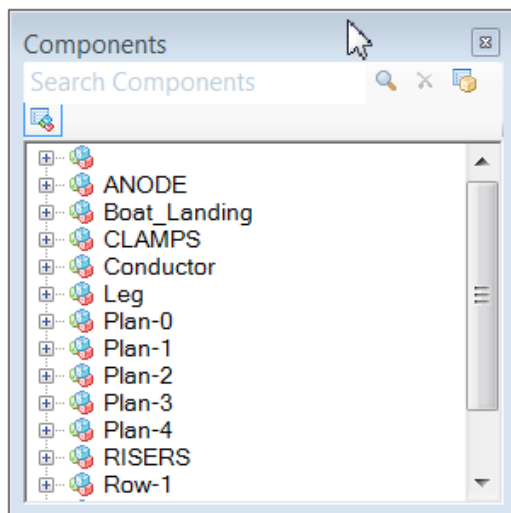 Components
Search Components
ANODE
Boat_Landing
CLAMPS
Conductor
Leg
Plan-0
Plan-1
Plan-2
Plan-3
Plan-4
RISERS
Row-1